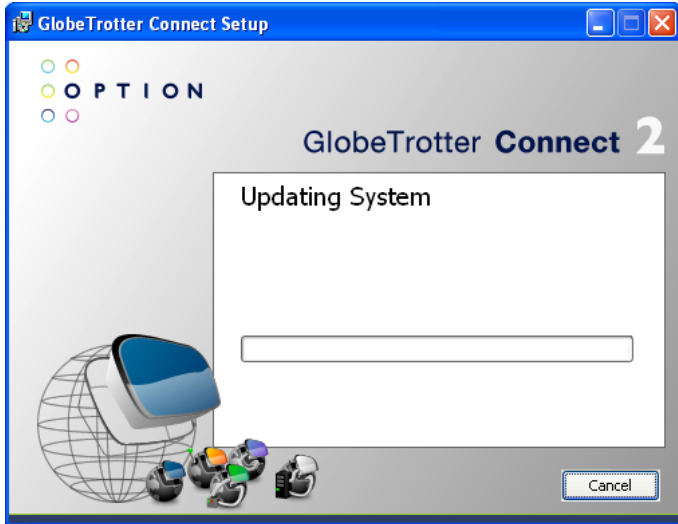 GlobeTrotter Connect Setup
OPTION
GlobeTrotter Connect 2
Updating System
Cancel